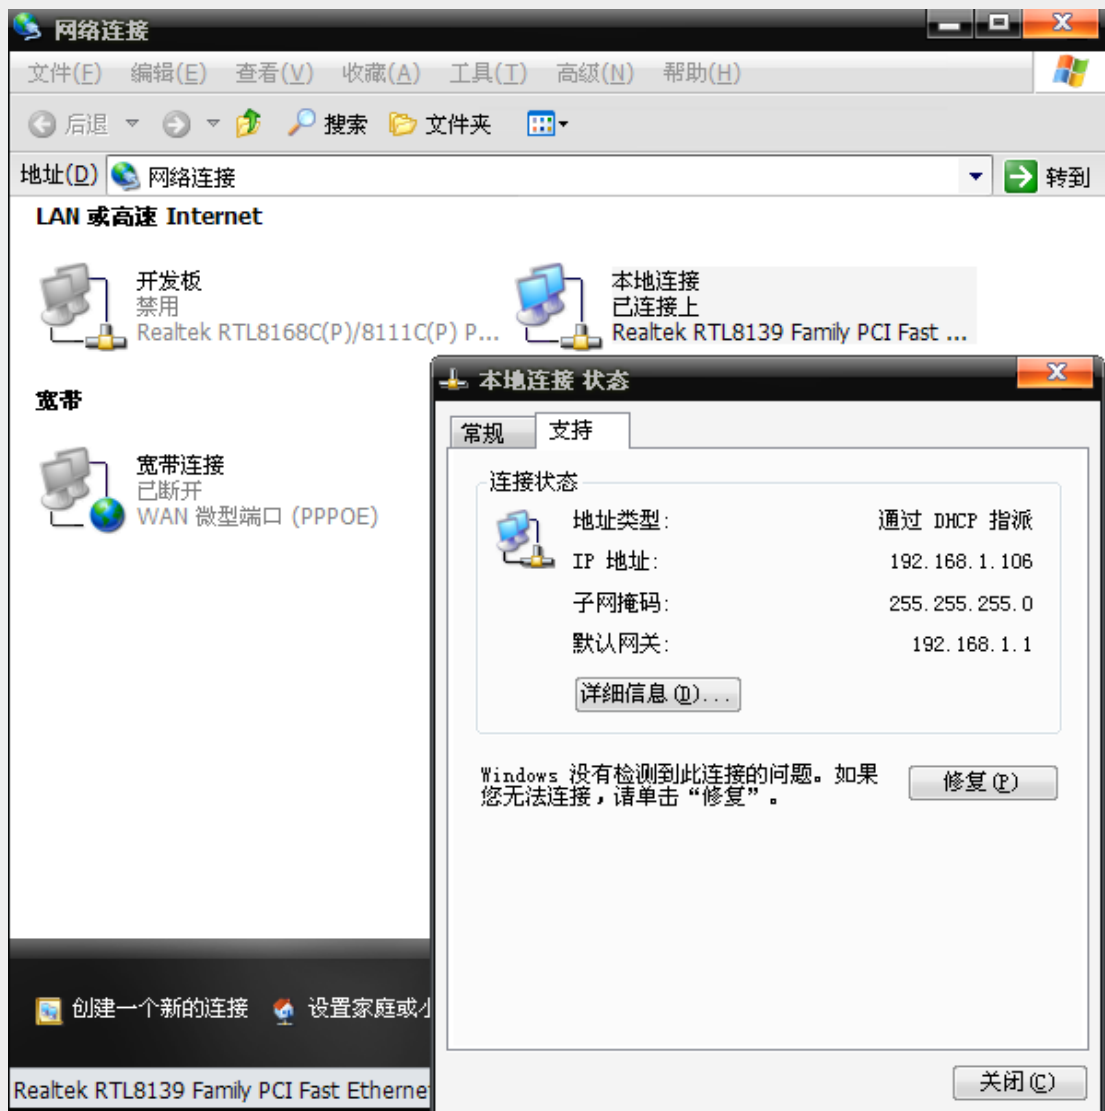 网络连接
文件(F) 编辑(E) 查看(V) 收藏(A) 工具(T) 高级(N) 帮助(H)
后退 搜索 文件夹
地址(D) 网络连接 转到
LAN 或高速 Internet
开发板
禁用
Realtek RTL8168C(P)/8111C(P) P...
本地连接
已连接上
Realtek RTL8139 Family PCI Fast ...
宽带
宽带连接
已断开
WAN 微型端口 (PPPOE)
本地连接 状态
常规 支持
连接状态
地址类型: 通过 DHCP 指派
IP 地址: 192.168.1.106
子网掩码: 255.255.255.0
默认网关: 192.168.1.1
详细信息(D)...
Windows 没有检测到此连接的问题。如果
您无法连接，请单击“修复”。
修复(P)
关闭(C)
创建一个新的连接 设置家庭或小
Realtek RTL8139 Family PCI Fast Etherne